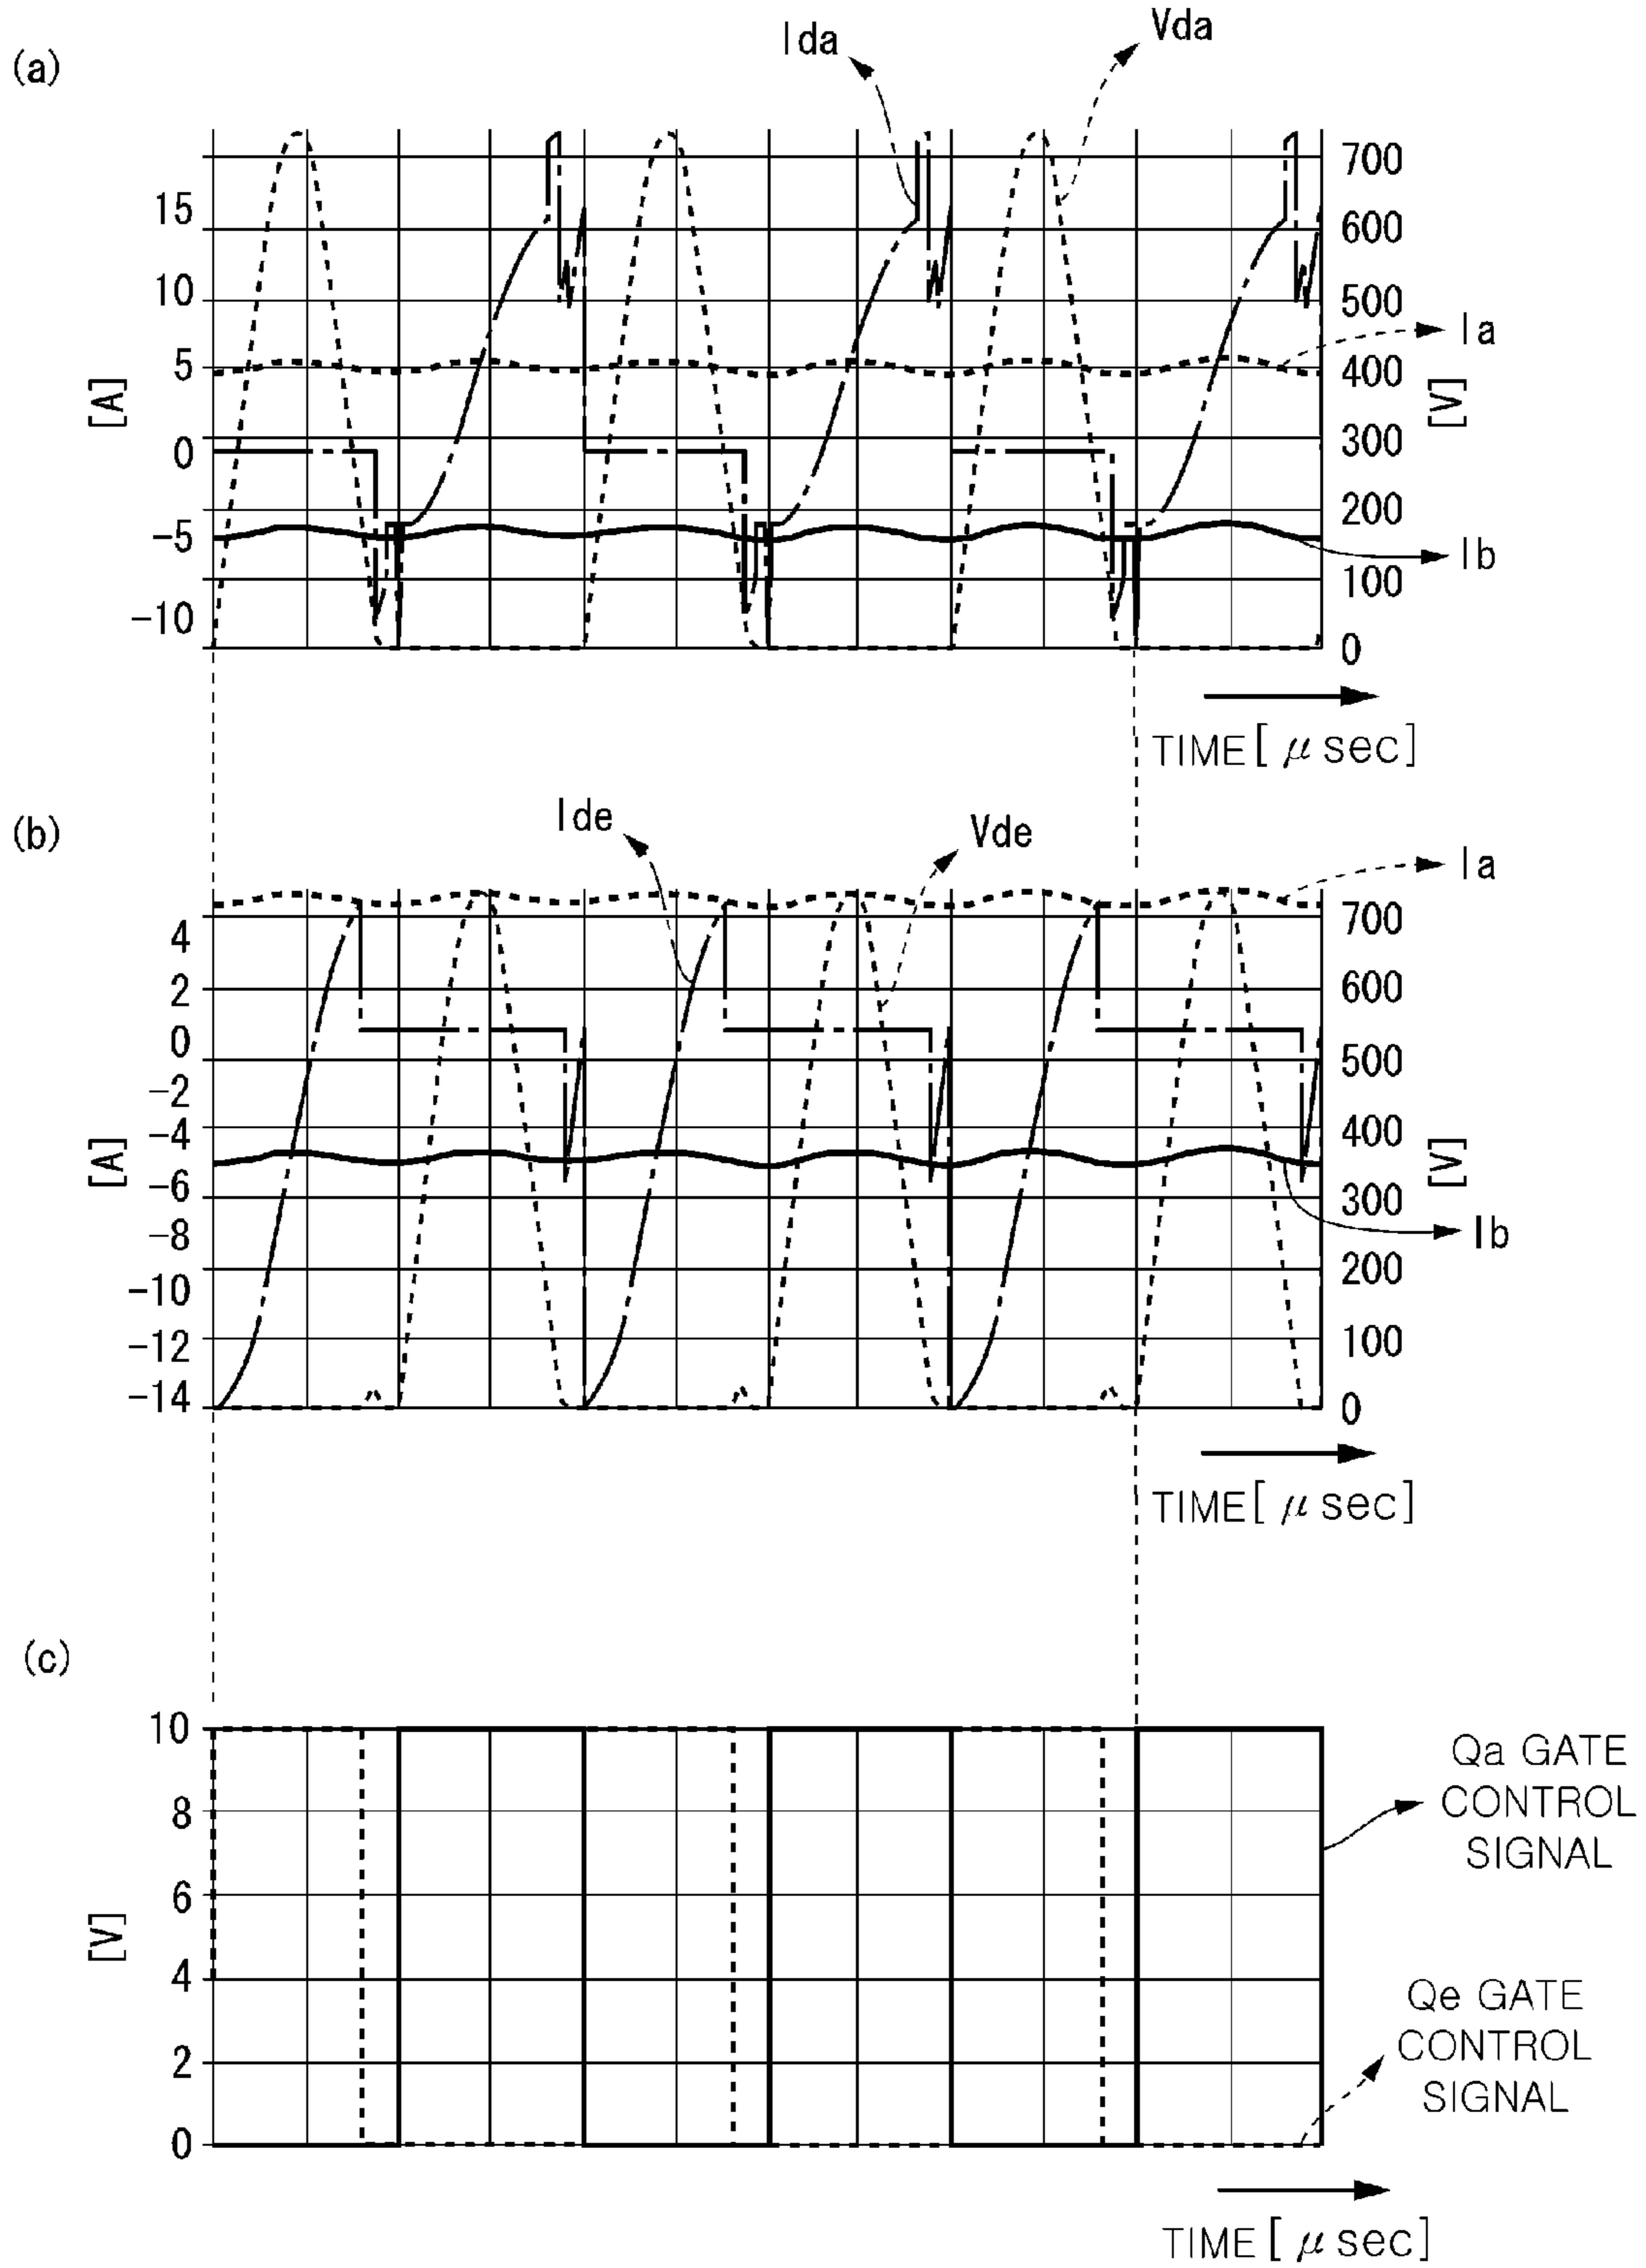 (a)
Ida
Vda
15
10
5
0
-5
-10
[A]
700
600
500
400
300
200
100
0
[V]
Ia
Ib
TIME[ μ sec]
(b)
Ide
Vde
Ia
4
2
0
-2
-4
-6
-8
-10
-12
-14
[A]
700
600
500
400
300
200
100
0
[V]
Ib
TIME[ μ sec]
(c)
10
8
6
4
2
0
[V]
Qa GATE
CONTROL
SIGNAL
Qe GATE
CONTROL
SIGNAL
TIME[ μ sec]